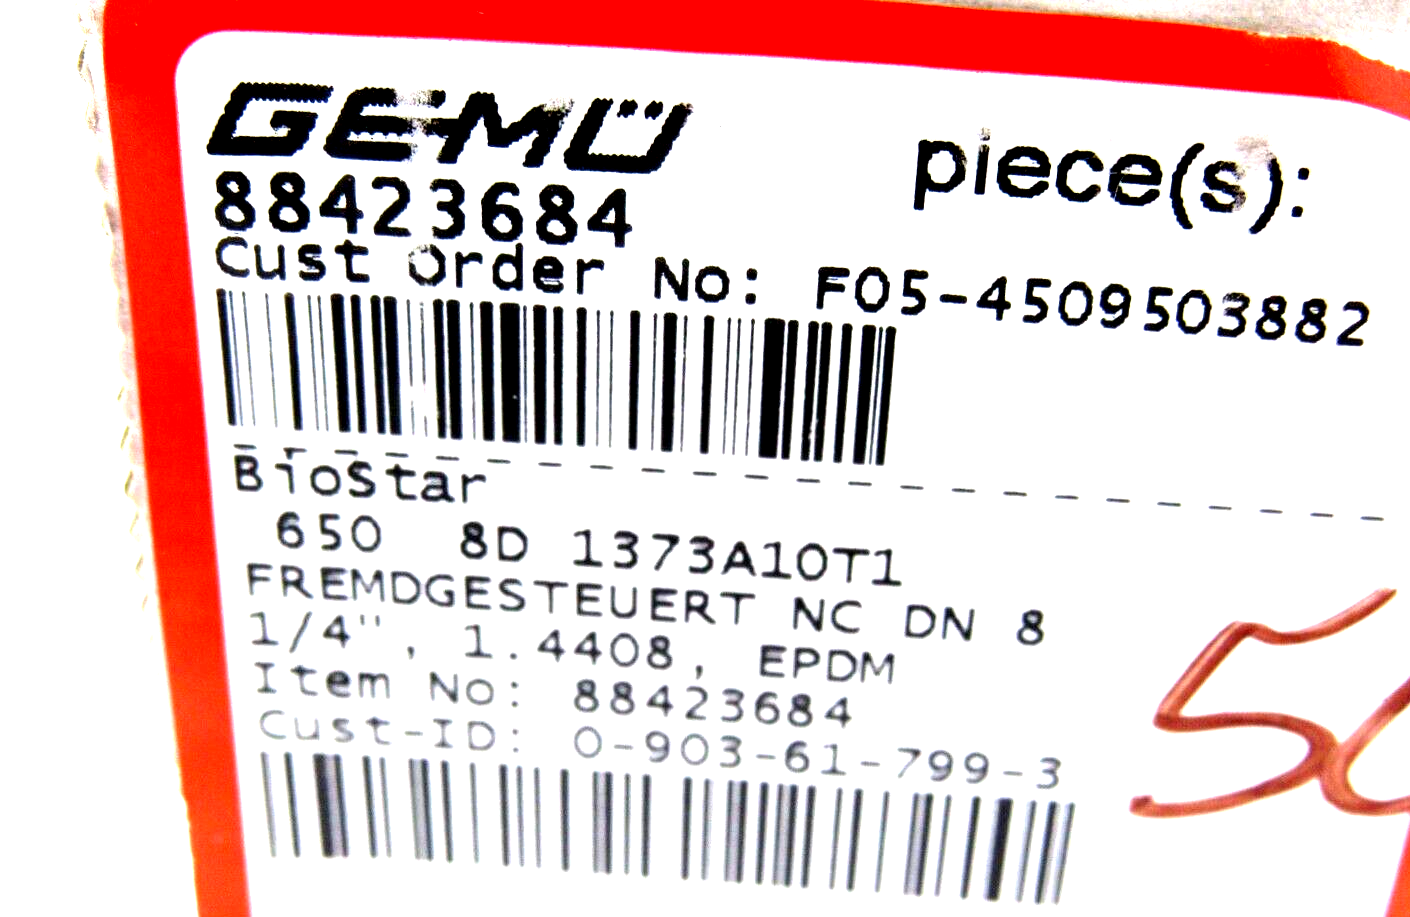 GEMÜ
piece(s):
88423684
Cust Order No: F05-4509503882
BioStar
650 8D 1373A10T1
FREMDGESTEUERT NC DN 8
1/4", 1.4408, EPDM
Item No: 88423684
Cust-ID: 0-903-61-799-3